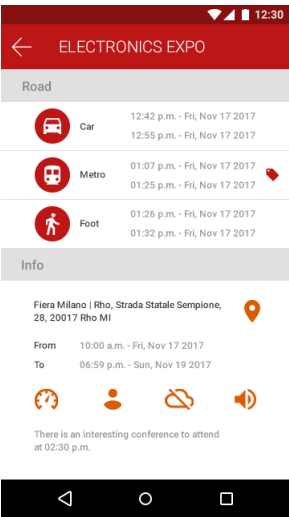 12:30
ELECTRONICS EXPO
Road
12:42 p.m. - Fri, Nov 17 2017
Car
12:55 p.m. - Fri, Nov 17 2017
01:07 p.m. - Fri, Nov 17 2017
Metro
01:25 p.m. - Fri, Nov 17 2017
01:26 p.m. - Fri, Nov 17 2017
Foot
01:32 p.m. - Fri, Nov 17 2017
Info
Fiera Milano | Rho, Strada Statale Sempione,
28, 20017 Rho MI
From 10:00 a.m. - Fri, Nov 17 2017
To 06:59 p.m. - Sun, Nov 19 2017
There is an interesting conference to attend
at 02:30 p.m.